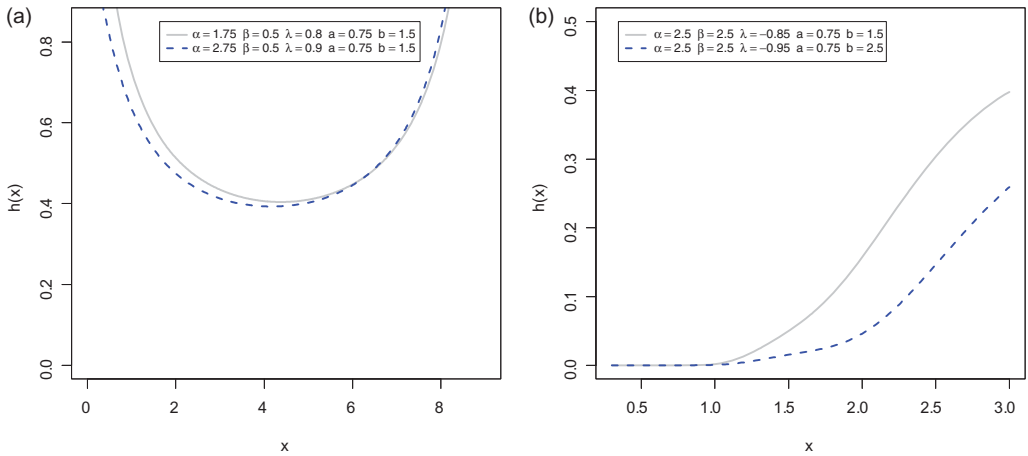 (a)
α = 1.75 β = 0.5 λ = 0.8 a = 0.75 b = 1.5
α = 2.75 β = 0.5 λ = 0.9 a = 0.75 b = 1.5
h(x)
0.8
0.6
0.4
0.2
0.0
0 2 4 6 8
x
(b)
α = 2.5 β = 2.5 λ = −0.85 a = 0.75 b = 1.5
α = 2.5 β = 2.5 λ = −0.95 a = 0.75 b = 2.5
h(x)
0.5
0.4
0.3
0.2
0.1
0.0
0.5 1.0 1.5 2.0 2.5 3.0
x